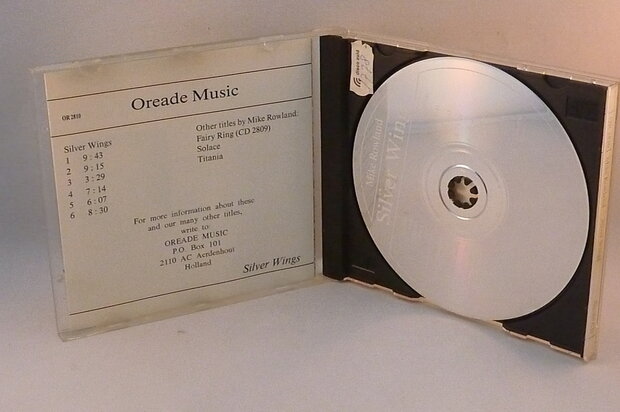 OR 2810
Oreade Music
Silver Wings
1 9 : 43
2 9 : 15
3 3 : 29
4 7 : 14
5 6 : 07
6 8 : 30
Other titles by Mike Rowland:
Fairy Ring (CD 2809)
Solace
Titania
For more information about these
and our many other titles,
write to
OREADE MUSIC
P.O. Box 101
2110 AC Aerdenhout
Holland
Silver Wings
Mike Rowland
Silver Win